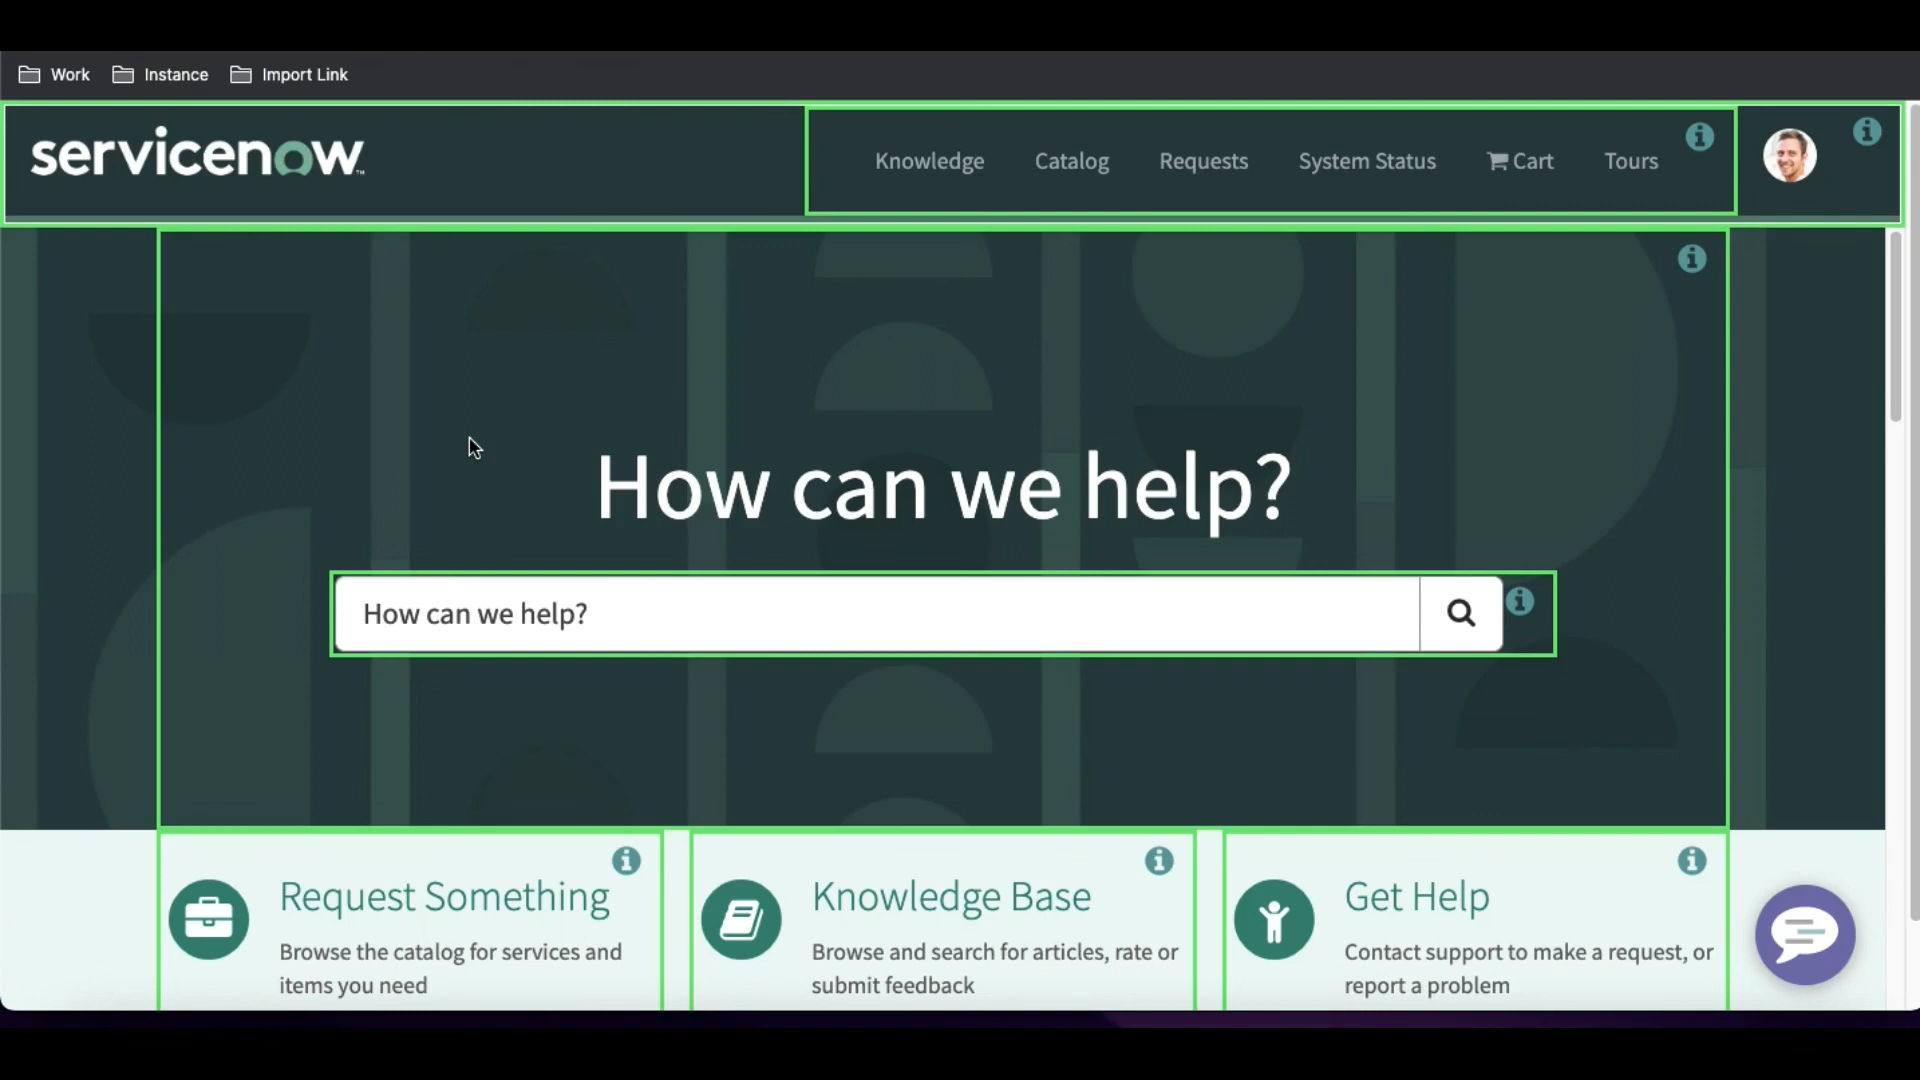 Work Instance Import Link
servicenow™
Knowledge Catalog Requests System Status Cart Tours
How can we help?
How can we help?
Request Something
Browse the catalog for services and
items you need
Knowledge Base
Browse and search for articles, rate or
submit feedback
Get Help
Contact support to make a request, or
report a problem